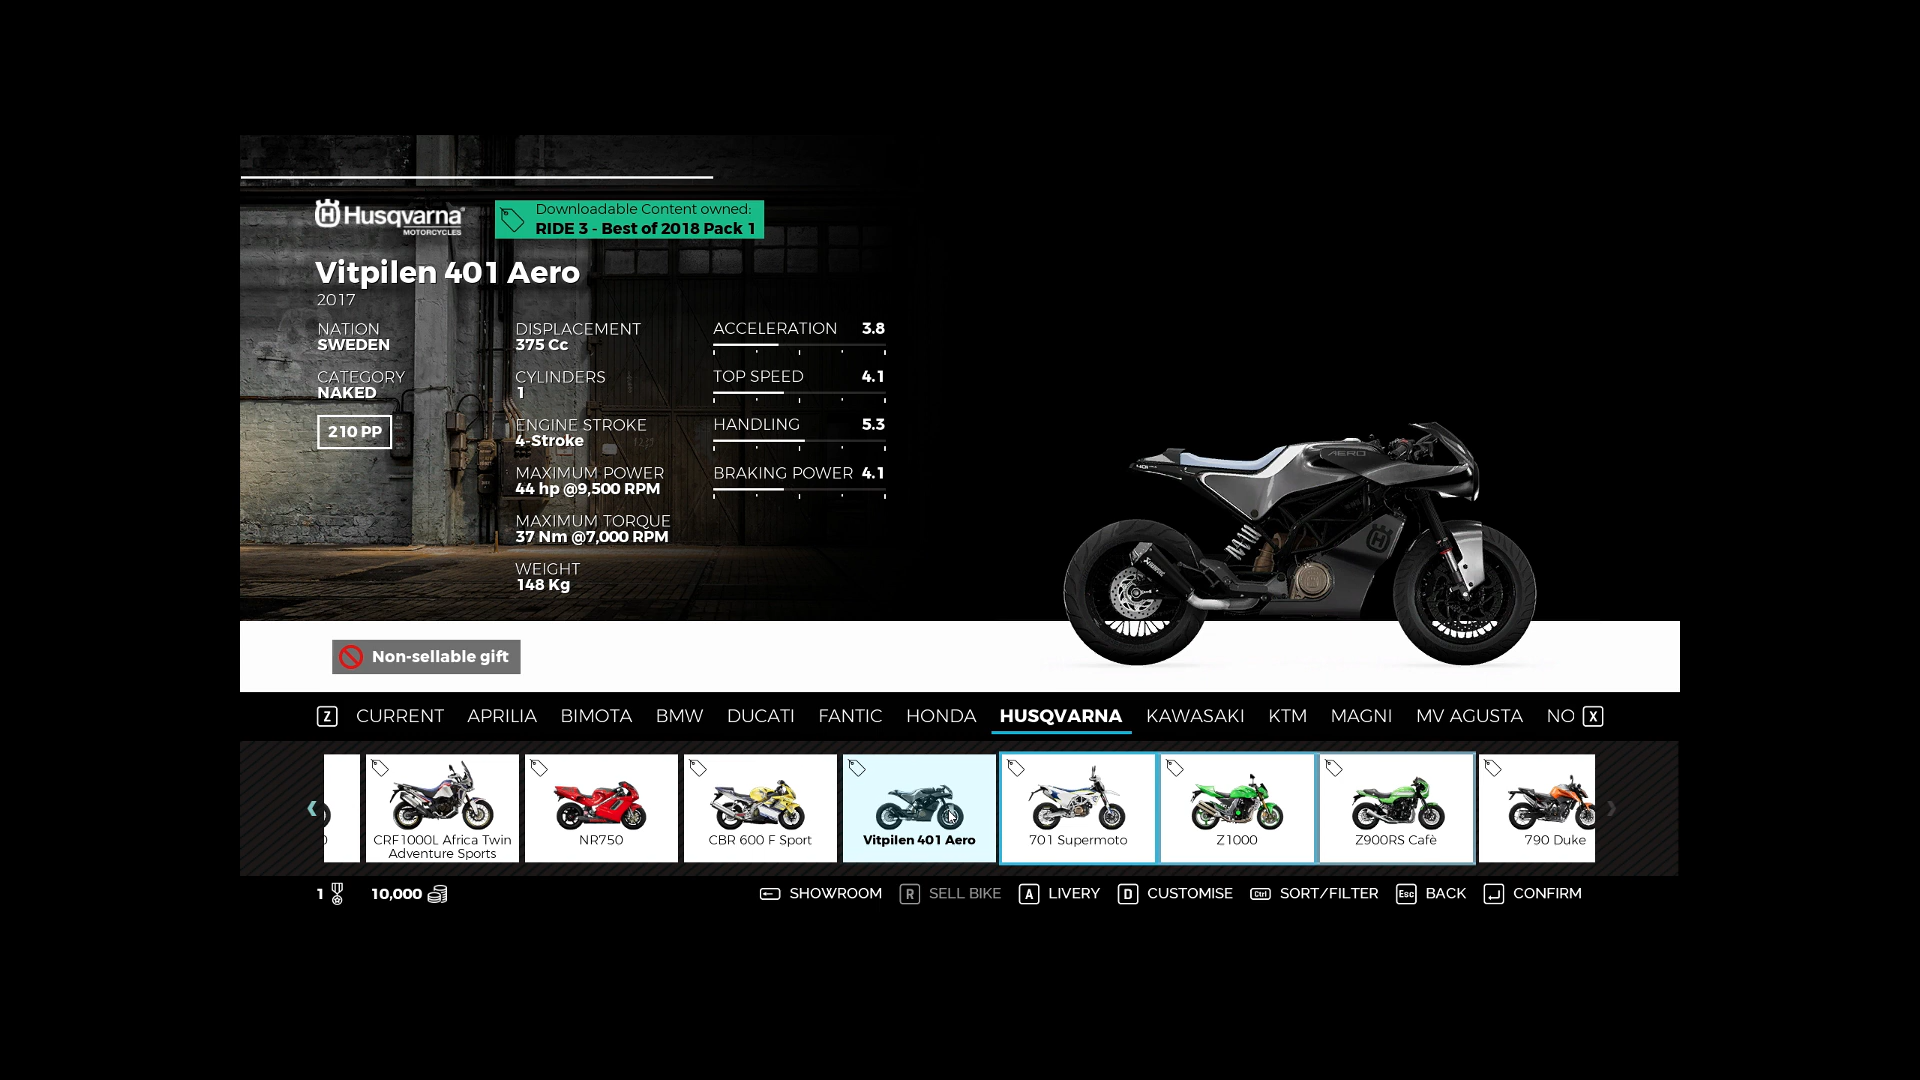 Husqvarna
MOTORCYCLES
Downloadable Content owned:
RIDE 3 - Best of 2018 Pack 1
Vitpilen 401 Aero
2017
NATION
SWEDEN
CATEGORY
NAKED
210 PP
DISPLACEMENT
375 Cc
CYLINDERS
1
ENGINE STROKE
4-Stroke
MAXIMUM POWER
44 hp @9,500 RPM
MAXIMUM TORQUE
37 Nm @7,000 RPM
WEIGHT
148 Kg
ACCELERATION 3.8
TOP SPEED 4.1
HANDLING 5.3
BRAKING POWER 4.1
AERO
Non-sellable gift
Z CURRENT APRILIA BIMOTA BMW DUCATI FANTIC HONDA HUSQVARNA KAWASAKI KTM MAGNI MV AGUSTA NO X
CRF1000L Africa Twin
Adventure Sports
NR750
CBR 600 F Sport
Vitpilen 401 Aero
701 Supermoto
Z1000
Z900RS Cafè
790 Duke
1 10,000 SHOWROOM R SELL BIKE A LIVERY D CUSTOMISE Ctrl SORT/FILTER Esc BACK CONFIRM